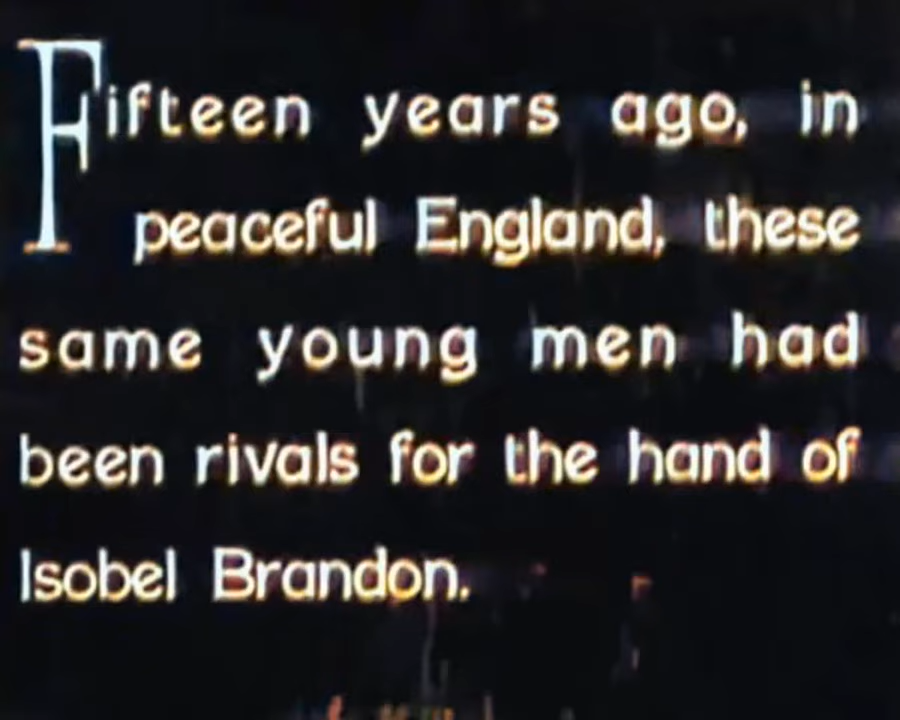 Fifteen years ago, in
peaceful England, these
same young men had
been rivals for the hand of
Isobel Brandon.